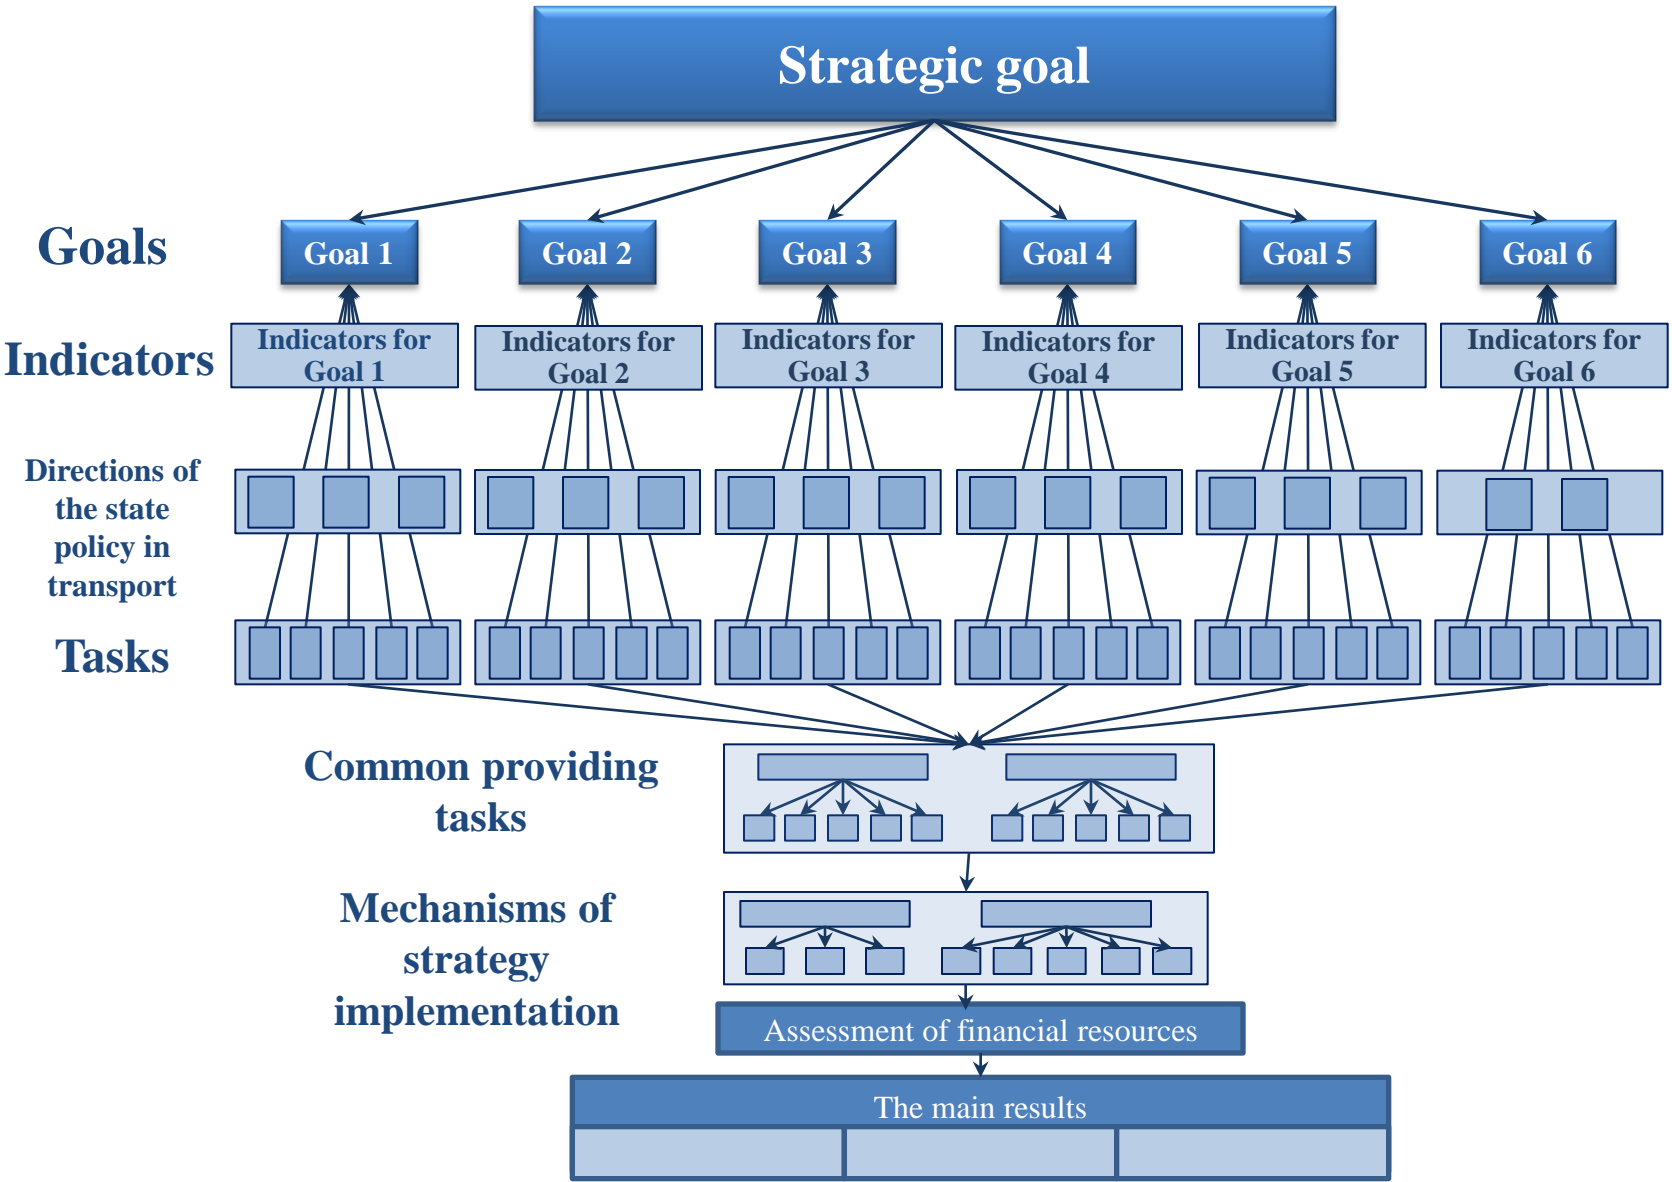 Strategic goal
Goals
Goal 1
Goal 2
Goal 3
Goal 4
Goal 5
Goal 6
Indicators
Indicators for
Goal 1
Indicators for
Goal 2
Indicators for
Goal 3
Indicators for
Goal 4
Indicators for
Goal 5
Indicators for
Goal 6
Directions of
the state
policy in
transport
Tasks
Common providing
tasks
Mechanisms of
strategy
implementation
Assessment of financial resources
The main results